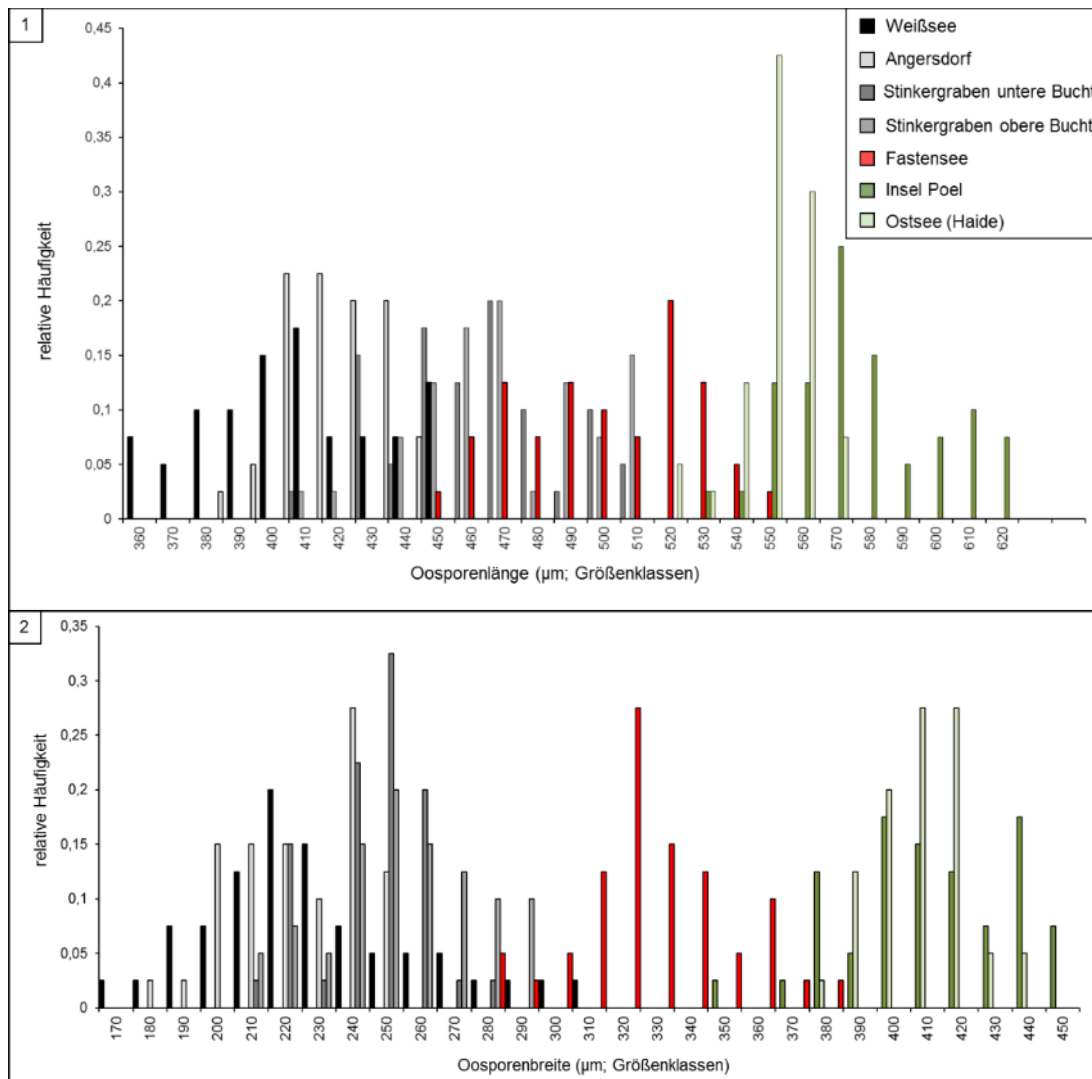 1
0,45
0,4
0,35
0,3
0,25
0,2
0,15
0,1
0,05
0
relative Häufigkeit
Weißsee
Angersdorf
Stinkergraben untere Bucht
Stinkergraben obere Bucht
Fastensee
Insel Poel
Ostsee (Haide)
360 370 380 390 400 410 420 430 440 450 460 470 480 490 500 510 520 530 540 550 560 570 580 590 600 610 620
Oosporenlänge (µm; Größenklassen)
2
0,35
0,3
0,25
0,2
0,15
0,1
0,05
0
relative Häufigkeit
170 180 190 200 210 220 230 240 250 260 270 280 290 300 310 320 330 340 350 360 370 380 390 400 410 420 430 440 450
Oosporenbreite (µm; Größenklassen)